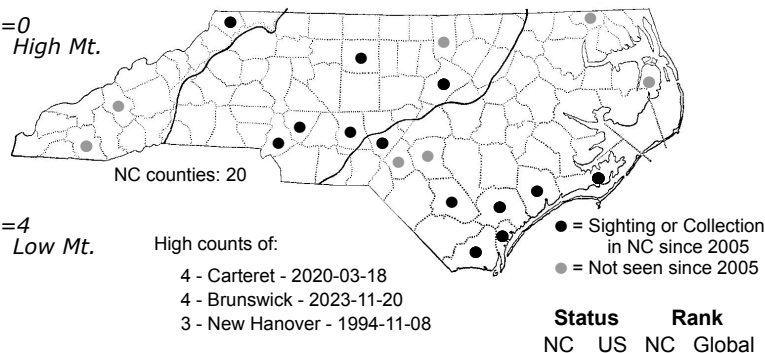 =0
High Mt.
NC counties: 20
=4
Low Mt.
High counts of:
4 - Carteret - 2020-03-18
4 - Brunswick - 2023-11-20
3 - New Hanover - 1994-11-08
= Sighting or Collection
in NC since 2005
= Not seen since 2005
Status Rank
NC US NC Global